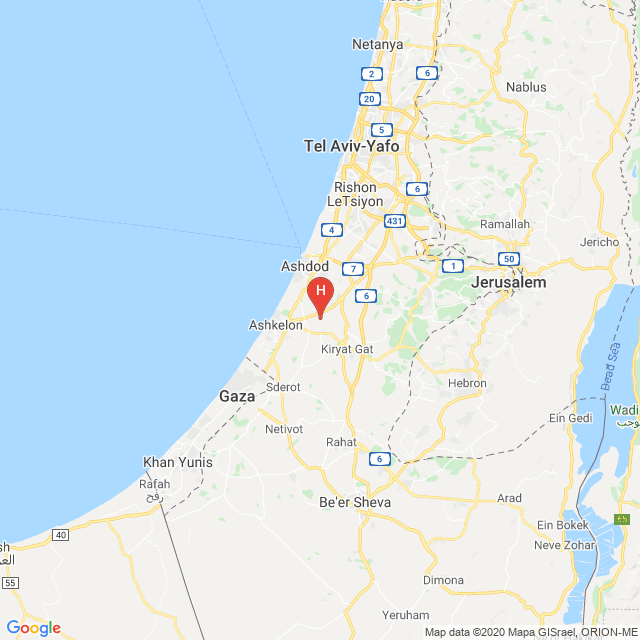 Netanya
2
6
Nablus
20
5
Tel Aviv-Yafo
Rishon
LeTsiyon
6
431
4
Ramallah
Jericho
50
1
7
Ashdod
Jerusalem
H
6
Ashkelon
Kiryat Gat
Dead Sea
Sderot
Hebron
Gaza
Wadi
Ein Gedi
Netivot
Rahat
6
Khan Yunis
Rafah
رفح
Arad
Be'er Sheva
65
Ein Bokek
40
Neve Zohar
sh
الع
55
Dimona
Yeruham
Google
Map data ©2020 Mapa GISrael, ORION-ME